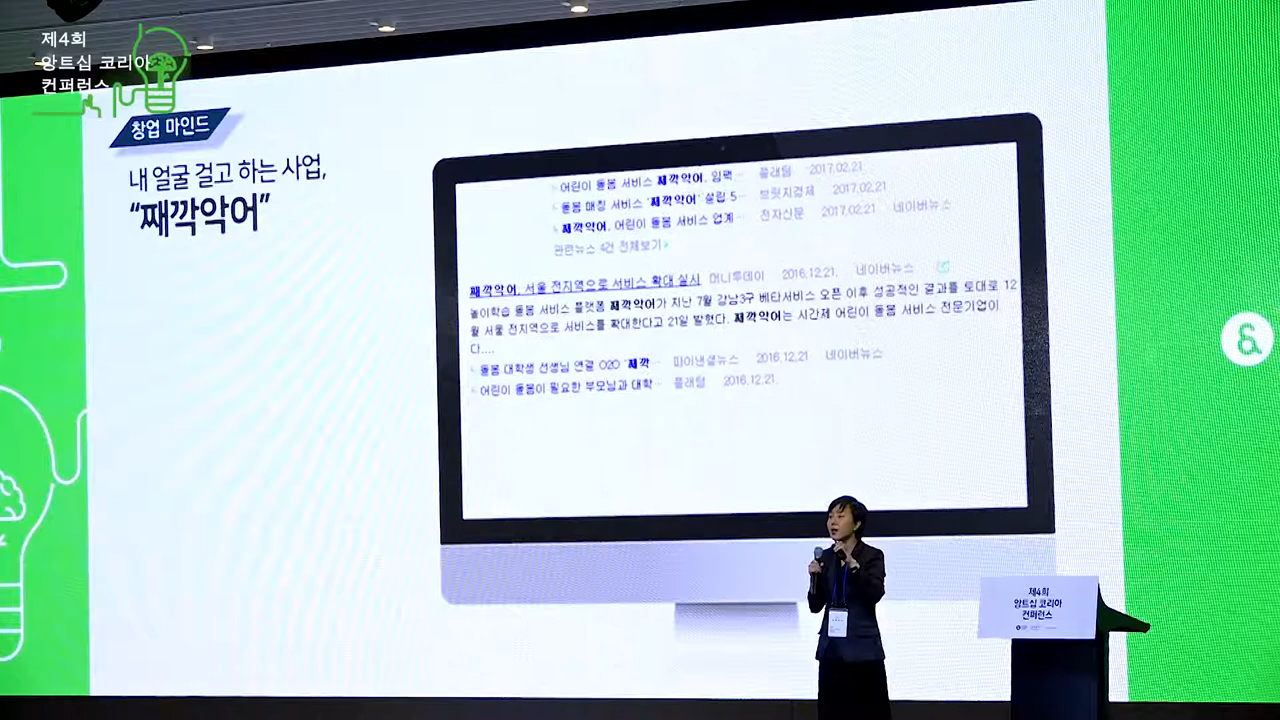 제4회
앙트십 코리아
컨퍼런스
창업 마인드
내 얼굴 걸고 하는 사업,
“째깍악어”
어린이 돌봄 서비스 째깍악어, 임팩… 플래텀 2017.02.21
돌봄 매칭 서비스 '째깍악어' 설립 5… 브릿지경제 2017.02.21
째깍악어, 어린이 돌봄 서비스 업계… 전자신문 2017.02.21 네이버뉴스
관련뉴스 4건 전체보기
째깍악어, 서울 전지역으로 서비스 확대 실시 머니투데이 2016.12.21. 네이버뉴스
놀이학습 돌봄 서비스 플랫폼 째깍악어가 지난 7월 강남3구 베타서비스 오픈 이후 성공적인 결과를 토대로 12
월 서울 전지역으로 서비스를 확대한다고 21일 밝혔다. 째깍악어는 시간제 어린이 돌봄 서비스 전문기업이
다....
돌봄 대학생 선생님 연결 O2O '째깍… 파이낸셜뉴스 2016.12.21 네이버뉴스
어린이 돌봄이 필요한 부모님과 대학… 플래텀 2016.12.21.
&
제4회
앙트십 코리아
컨퍼런스